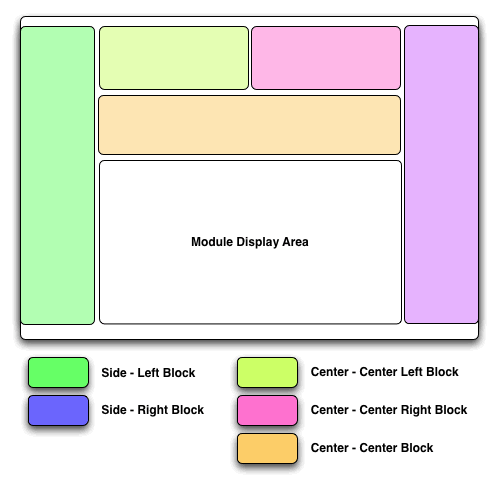 Module Display Area
Side - Left Block
Side - Right Block
Center - Center Left Block
Center - Center Right Block
Center - Center Block